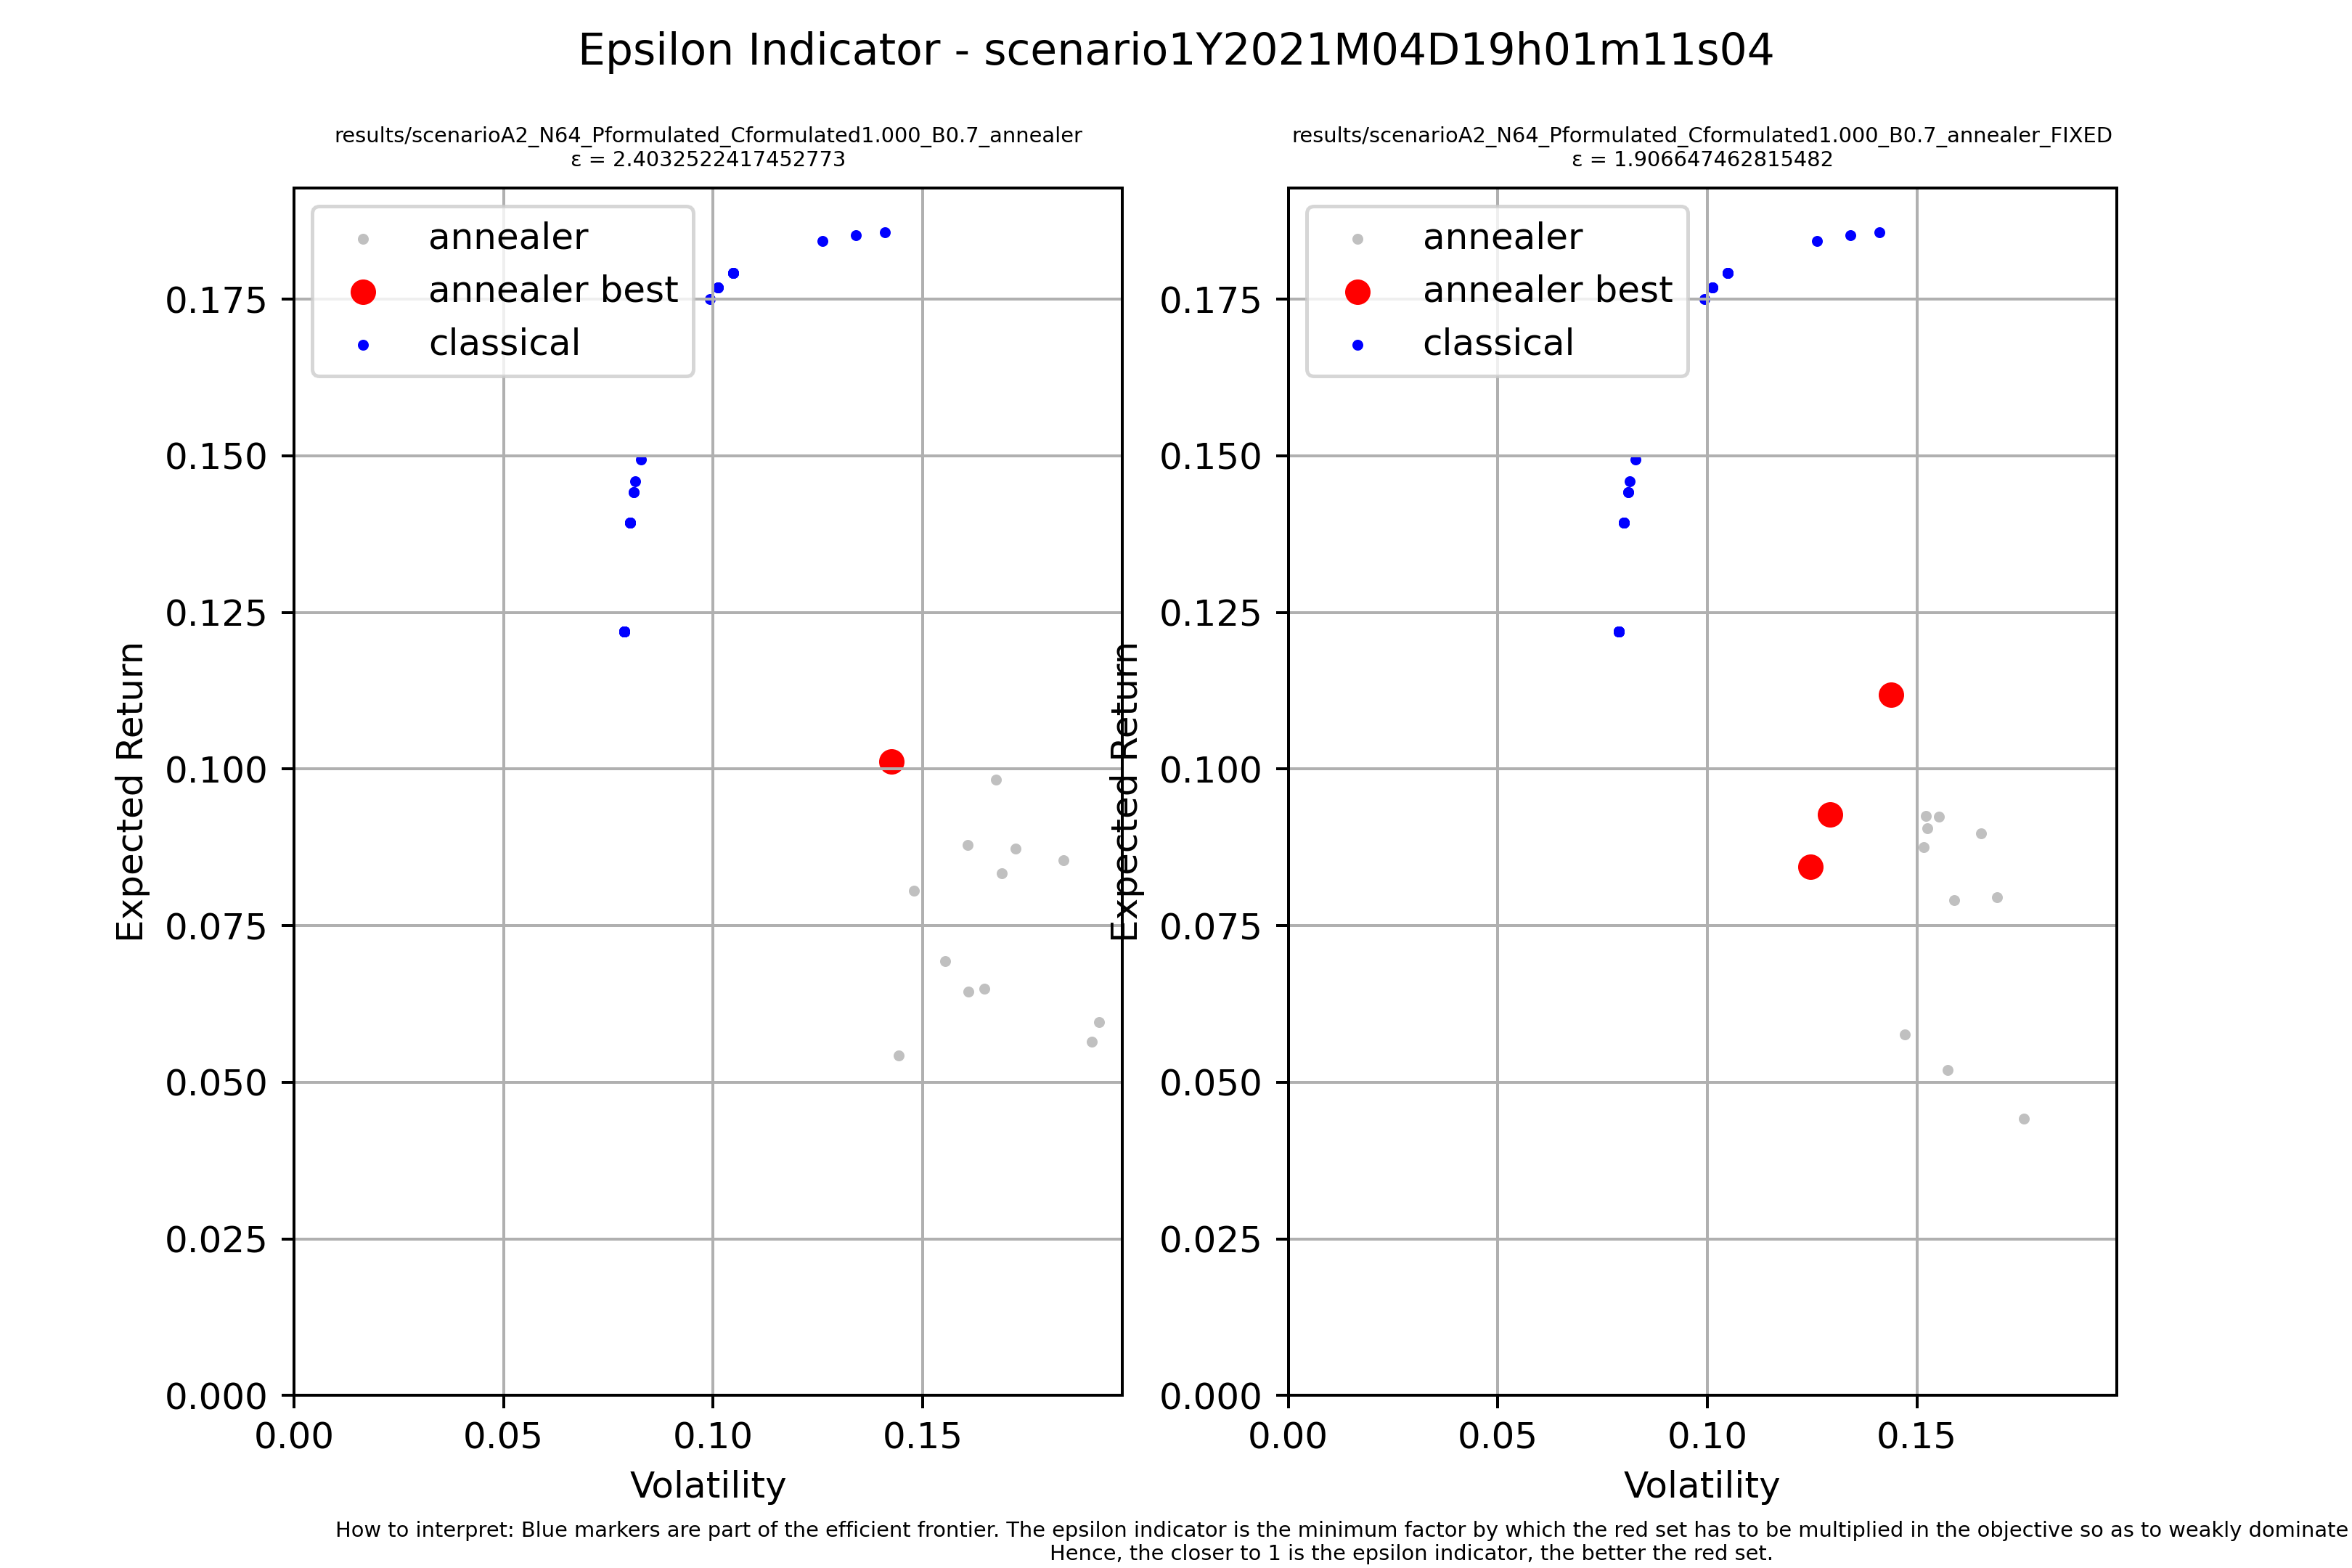 Epsilon Indicator - scenario1Y2021M04D19h01m11s04
results/scenarioA2_N64_Pformulated_Cformulated1.000_B0.7_annealer
ε = 2.4032522417452773
annealer
annealer best
classical
0.175
0.150
0.125
0.100
0.075
0.050
0.025
0.000
Expected Return
0.00
0.05
0.10
0.15
Volatility
results/scenarioA2_N64_Pformulated_Cformulated1.000_B0.7_annealer_FIXED
ε = 1.906647462815482
annealer
annealer best
classical
0.175
0.150
0.125
0.100
0.075
0.050
0.025
0.000
Expected Return
0.00
0.05
0.10
0.15
Volatility
How to interpret: Blue markers are part of the efficient frontier. The epsilon indicator is the minimum factor by which the red set has to be multiplied in the objective so as to weakly dominate
Hence, the closer to 1 is the epsilon indicator, the better the red set.